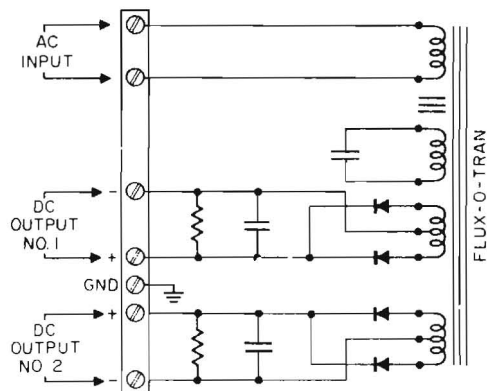 AC
INPUT
-
DC
OUTPUT
NO. 1
+
GND
+
DC
OUTPUT
NO. 2
-
FLUX-O-TRAN